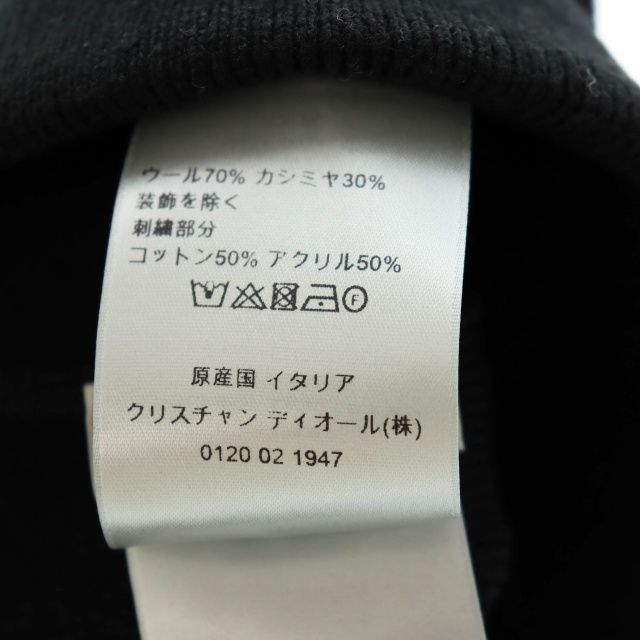 ウール70% カシミヤ30%
装飾を除く
刺繍部分
コットン50% アクリル50%
F
原産国 イタリア
クリスチャン ディオール(株)
0120 02 1947